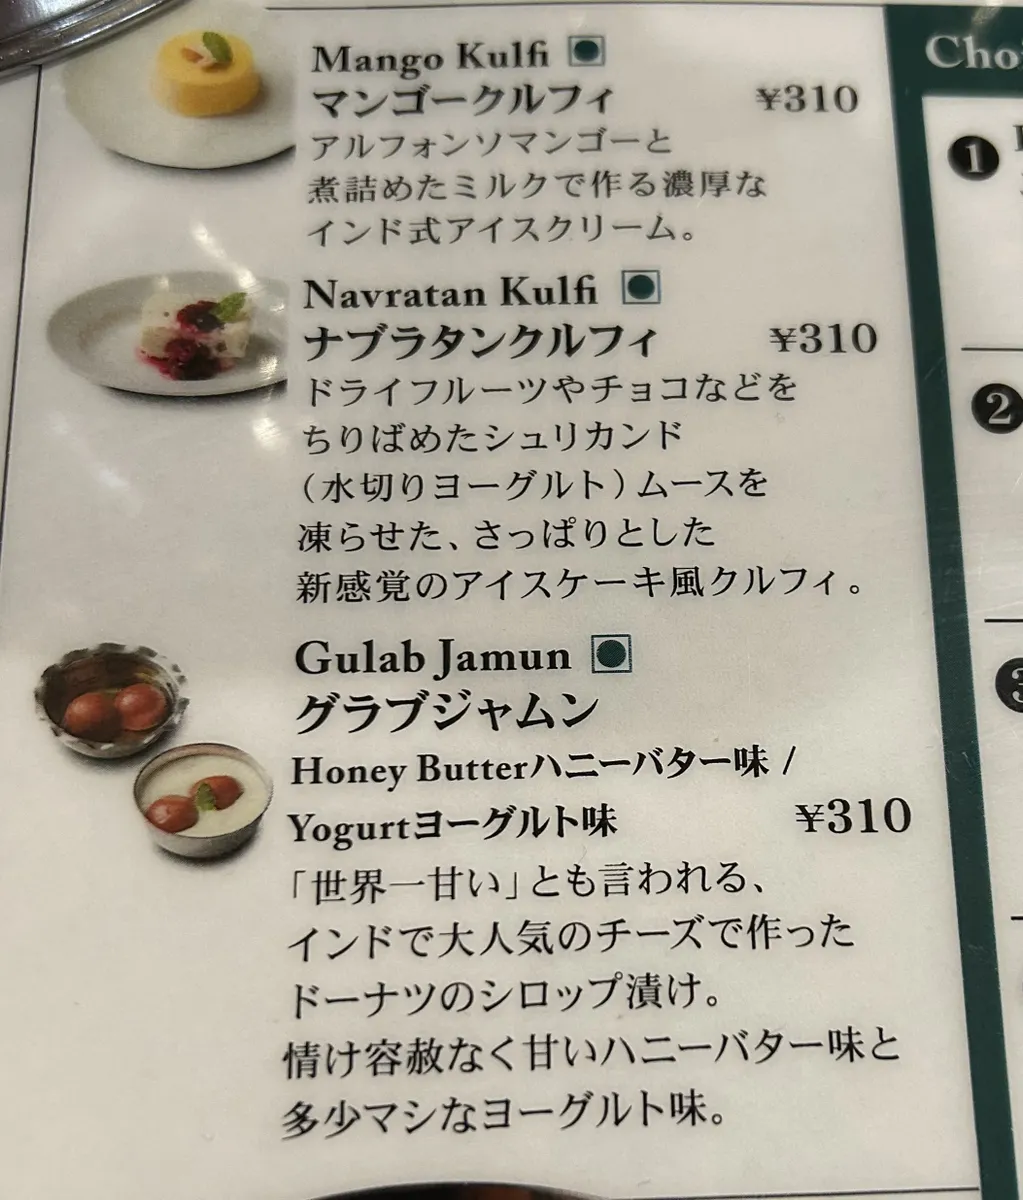 Mango Kulfi
マンゴークルフィ ¥310
アルフォンソマンゴーと
煮詰めたミルクで作る濃厚な
インド式アイスクリーム。
Navratan Kulfi
ナブラタンクルフィ ¥310
ドライフルーツやチョコなどを
ちりばめたシュリカンド
（水切りヨーグルト）ムースを
凍らせた、さっぱりとした
新感覚のアイスケーキ風クルフィ。
Gulab Jamun
グラブジャムン
Honey Butterハニーバター味 /
Yogurtヨーグルト味 ¥310
「世界一甘い」とも言われる、
インドで大人気のチーズで作った
ドーナツのシロップ漬け。
情け容赦なく甘いハニーバター味と
多少マシなヨーグルト味。
1
2
3